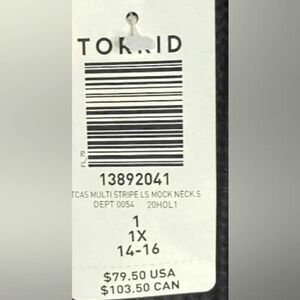 TORRID
FL_79
13892041
TCAS MULTI STRIPE LS MOCK NECK S
DEPT 0054 20HOL1
1
1X
14-16
$79.50 USA
$103.50 CAN